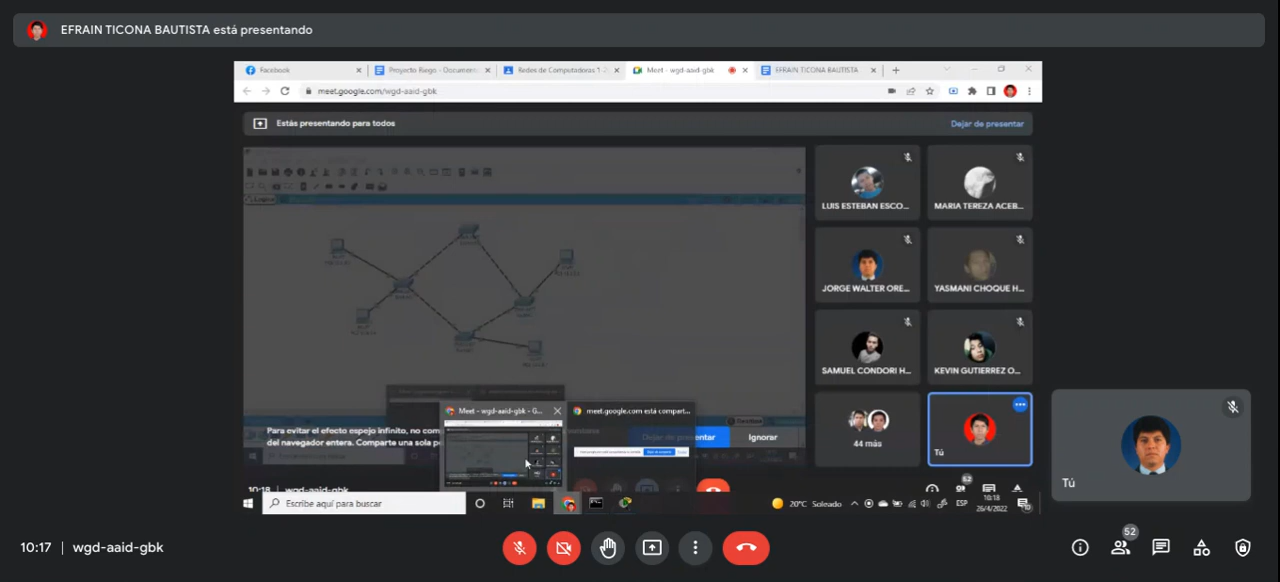 EFRAIN TICONA BAUTISTA está presentando
Facebook
Proyecto Riego. - Document
Redes de Computadoras 1 -
Meet - wgd-aaid-gbk
EFRAIN TICONA BAUTISTA
meet.google.com/wgd-aaid-gbk
Estás presentando para todos
Dejar de presentar
LUIS ESTEBAN ESCO...
MARIA TEREZA ACEB...
JORGE WALTER ORE...
YASMANI CHOQUE H...
SAMUEL CONDORI H...
KEVIN GUTIERREZ O...
44 más
Tú
Meet - wgd-aaid-gbk - G...
meet.google.com está compart...
Para evitar el efecto espejo infinito, no com
del navegador entera. Comparte una sola p
Dejar de presentar
Ignorar
10:18 wgd-aaid-gbk
52
Escribe aquí para buscar
20°C Soleado
ESP
10:18
26/4/2022
Tú
10:17 | wgd-aaid-gbk
52